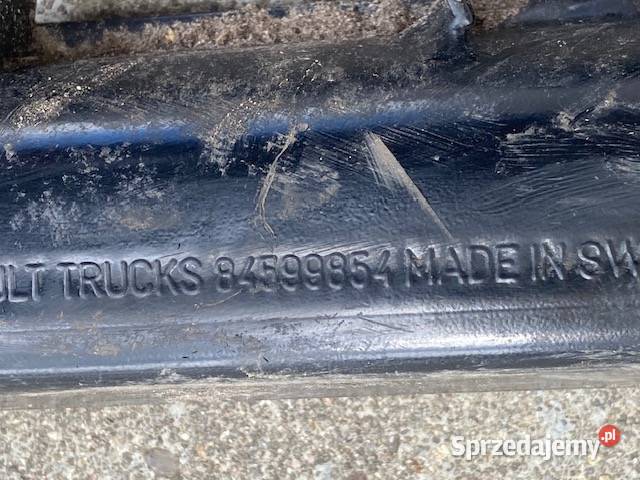 ULT TRUCKS 84599854 MADE IN SW
Sprzedajemy.pl